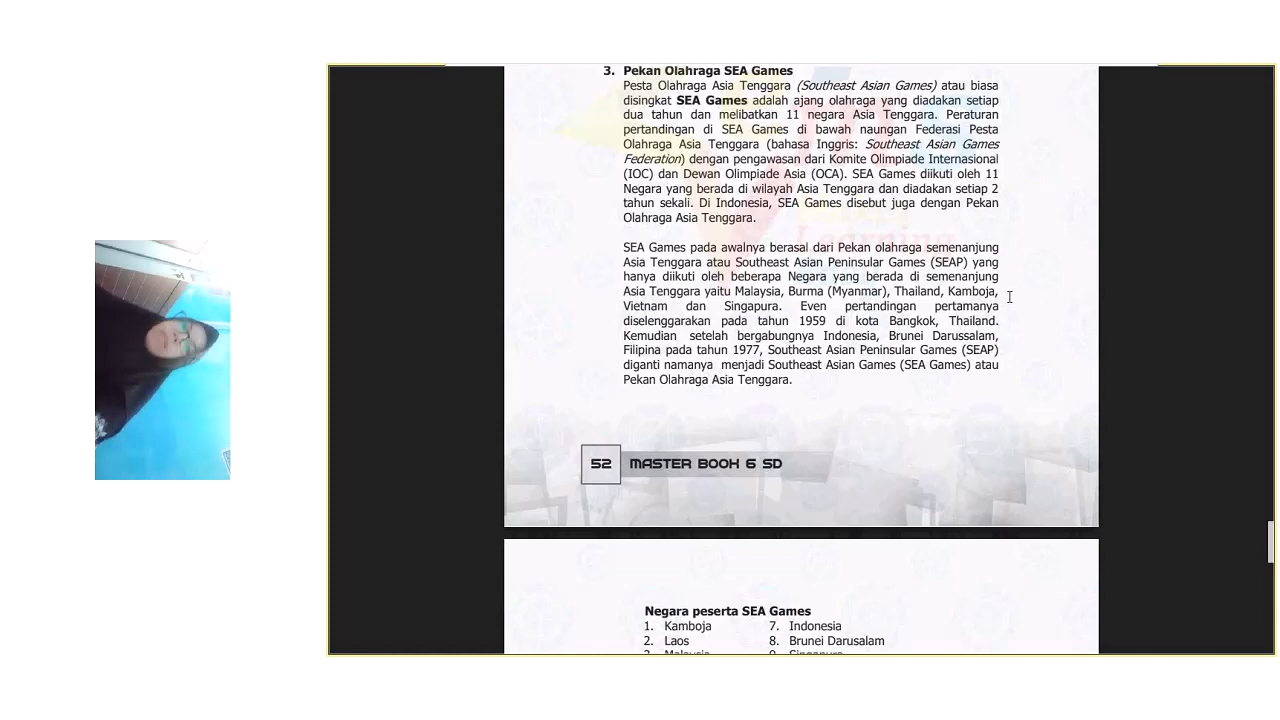 3. Pekan Olahraga SEA Games
Pesta Olahraga Asia Tenggara (Southeast Asian Games) atau biasa
disingkat SEA Games adalah ajang olahraga yang diadakan setiap
dua tahun dan melibatkan 11 negara Asia Tenggara. Peraturan
pertandingan di SEA Games di bawah naungan Federasi Pesta
Olahraga Asia Tenggara (bahasa Inggris: Southeast Asian Games
Federation) dengan pengawasan dari Komite Olimpiade Internasional
(IOC) dan Dewan Olimpiade Asia (OCA). SEA Games diikuti oleh 11
Negara yang berada di wilayah Asia Tenggara dan diadakan setiap 2
tahun sekali. Di Indonesia, SEA Games disebut juga dengan Pekan
Olahraga Asia Tenggara.
SEA Games pada awalnya berasal dari Pekan olahraga semenanjung
Asia Tenggara atau Southeast Asian Peninsular Games (SEAP) yang
hanya diikuti oleh beberapa Negara yang berada di semenanjung
Asia Tenggara yaitu Malaysia, Burma (Myanmar), Thailand, Kamboja,
Vietnam dan Singapura. Even pertandingan pertamanya
diselenggarakan pada tahun 1959 di kota Bangkok, Thailand.
Kemudian setelah bergabungnya Indonesia, Brunei Darussalam,
Filipina pada tahun 1977, Southeast Asian Peninsular Games (SEAP)
diganti namanya menjadi Southeast Asian Games (SEA Games) atau
Pekan Olahraga Asia Tenggara.
52 MASTER BOOK 6 SD
Negara peserta SEA Games
1. Kamboja 7. Indonesia
2. Laos 8. Brunei Darusalam